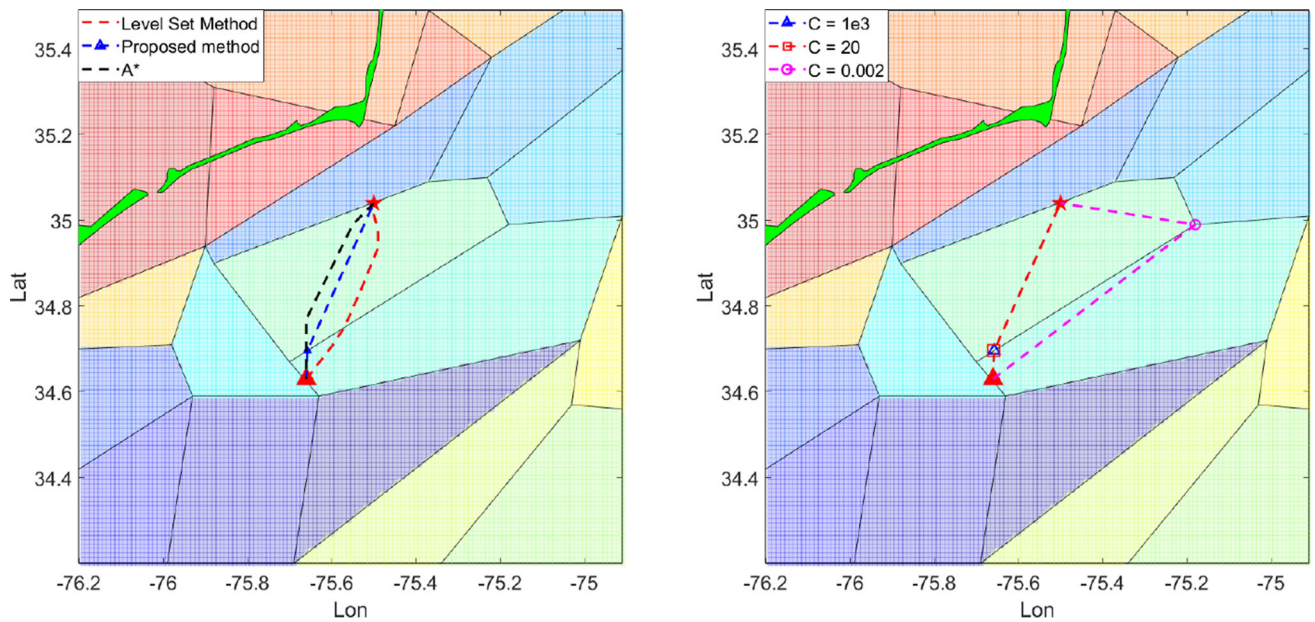 Level Set Method
Proposed method
A*
35.4
35.2
35
34.8
34.6
34.4
Lat
-76.2
-76
-75.8
-75.6
-75.4
-75.2
-75
Lon
C = 1e3
C = 20
C = 0.002
35.4
35.2
35
34.8
34.6
34.4
Lat
-76.2
-76
-75.8
-75.6
-75.4
-75.2
-75
Lon